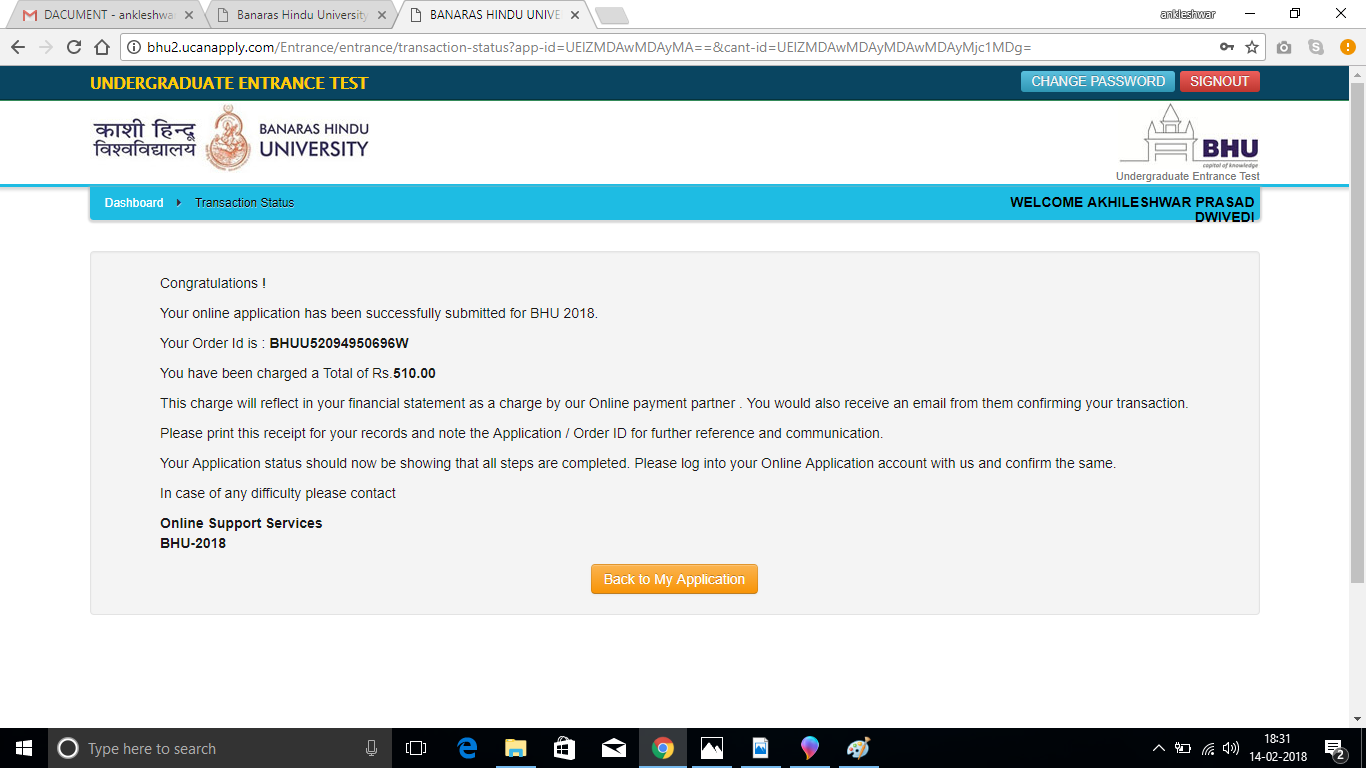 DACUMENT - ankleshwa
Banaras Hindu University
BANARAS HINDU UNIVE
ankleshwar
bhu2.ucanapply.com/Entrance/entrance/transaction-status?app-id=UElZMDAwMDAyMA==&cant-id=UElZMDAwMDAyMDAwMDAyMjc1MDg=
UNDERGRADUATE ENTRANCE TEST
CHANGE PASSWORD
SIGNOUT
काशी हिन्दू
विश्वविद्यालय
BANARAS HINDU
UNIVERSITY
BHU
capital of knowledge
Undergraduate Entrance Test
Dashboard
Transaction Status
WELCOME AKHILESHWAR PRASAD
DWIVEDI
Congratulations !
Your online application has been successfully submitted for BHU 2018.
Your Order Id is : BHUU52094950696W
You have been charged a Total of Rs.510.00
This charge will reflect in your financial statement as a charge by our Online payment partner . You would also receive an email from them confirming your transaction.
Please print this receipt for your records and note the Application / Order ID for further reference and communication.
Your Application status should now be showing that all steps are completed. Please log into your Online Application account with us and confirm the same.
In case of any difficulty please contact
Online Support Services
BHU-2018
Back to My Application
Type here to search
18:31
14-02-2018
2